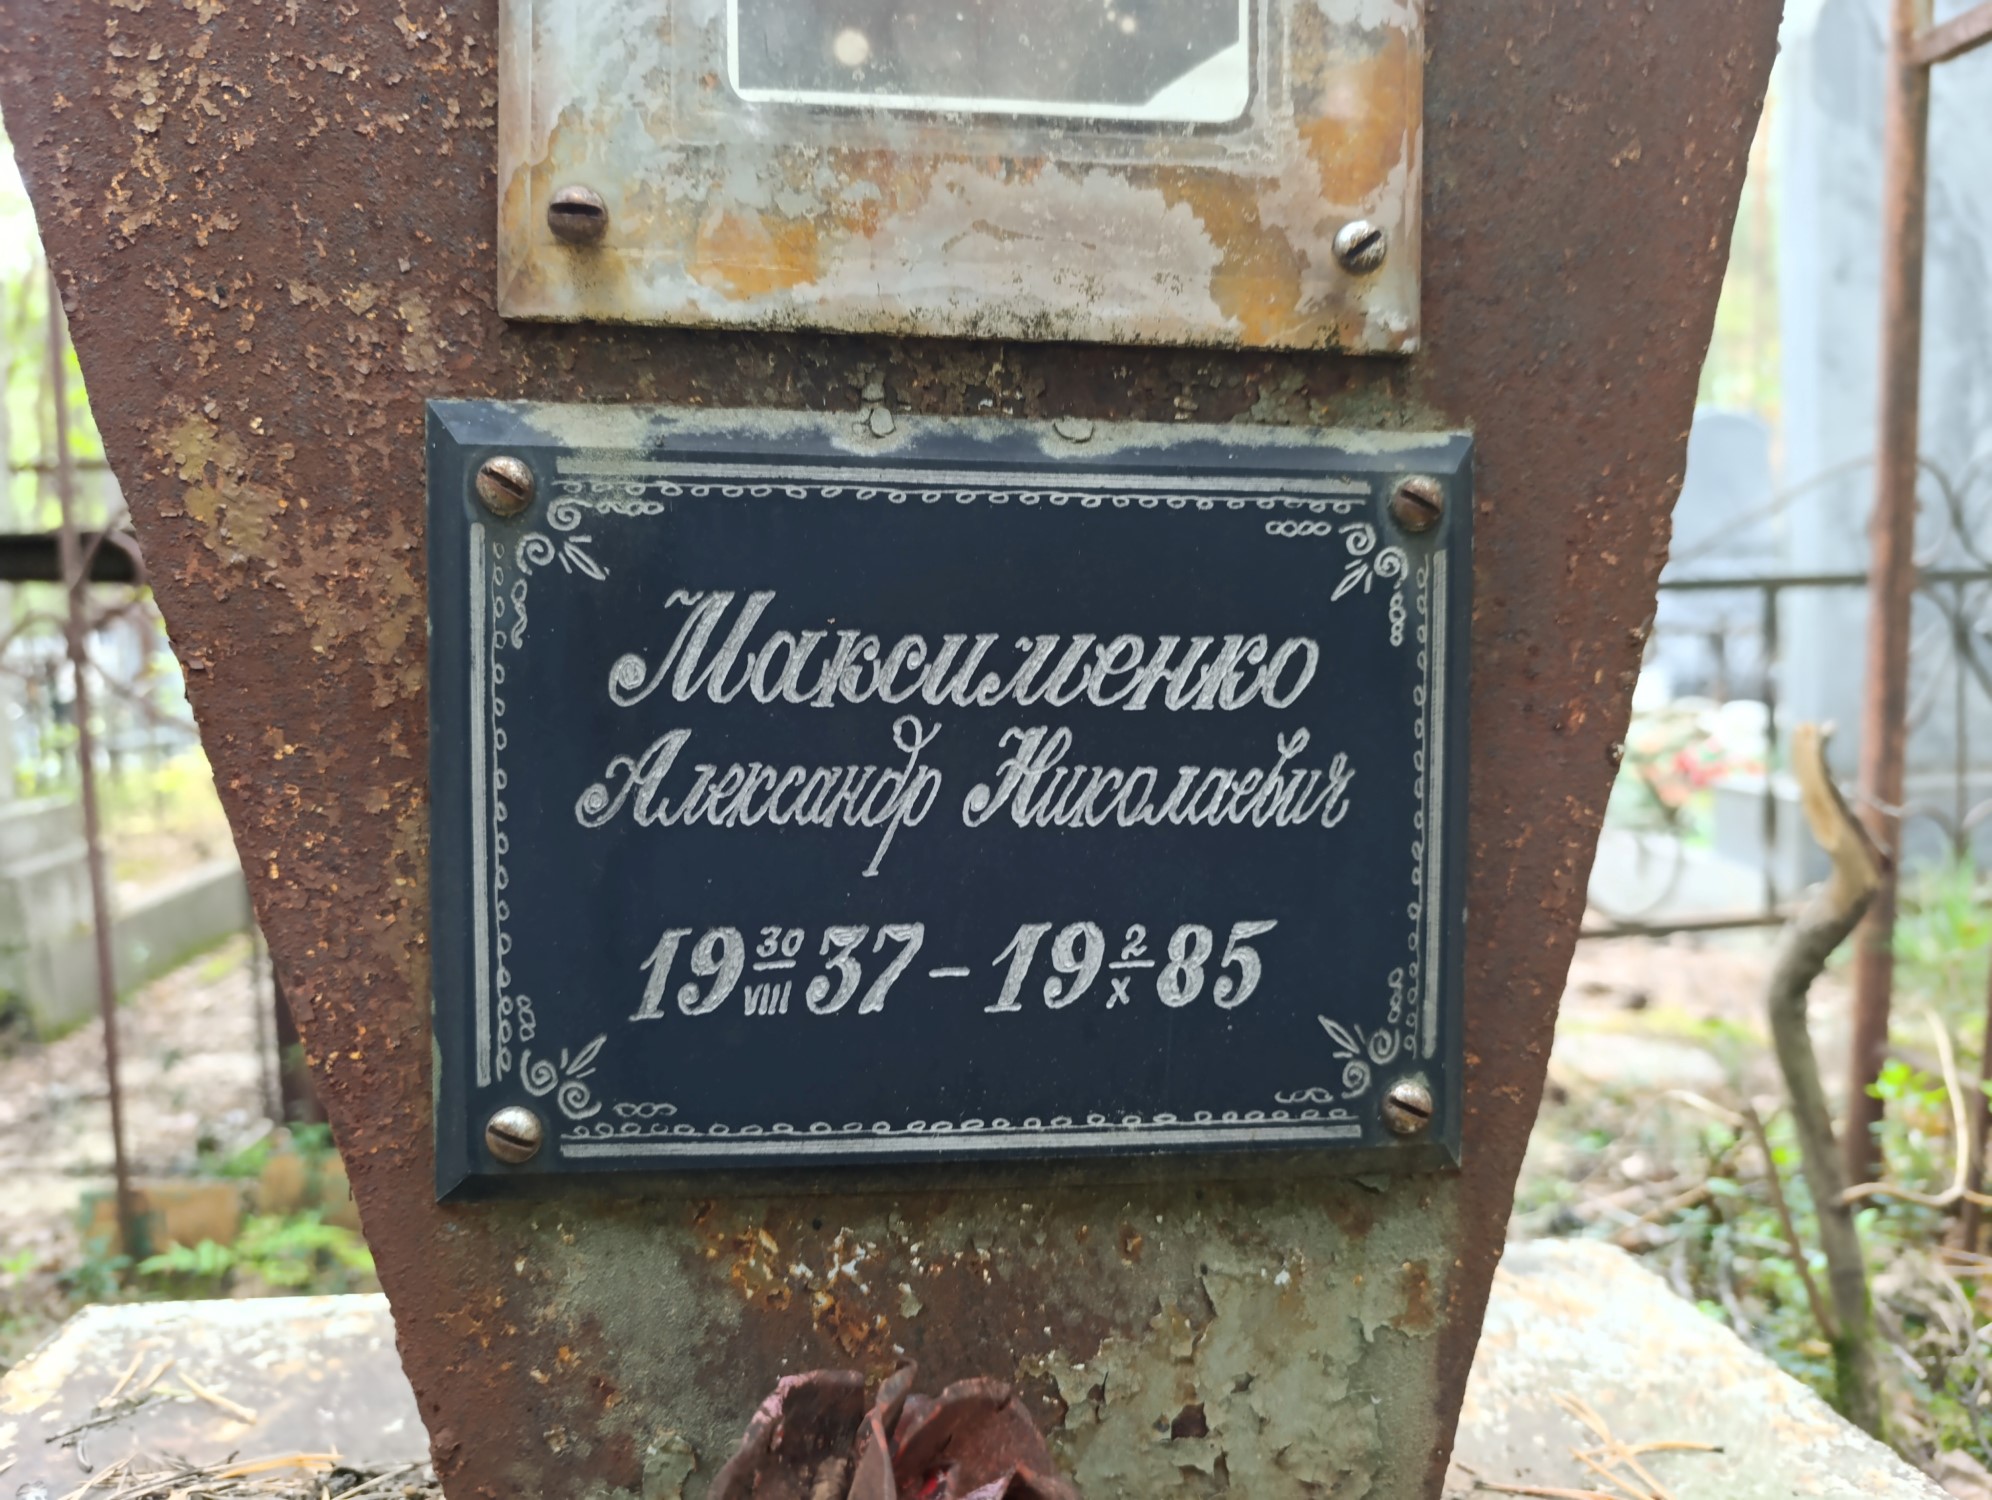 Максименко
Александр Николаевич
19 30/VIII 37 – 19 2/X 85